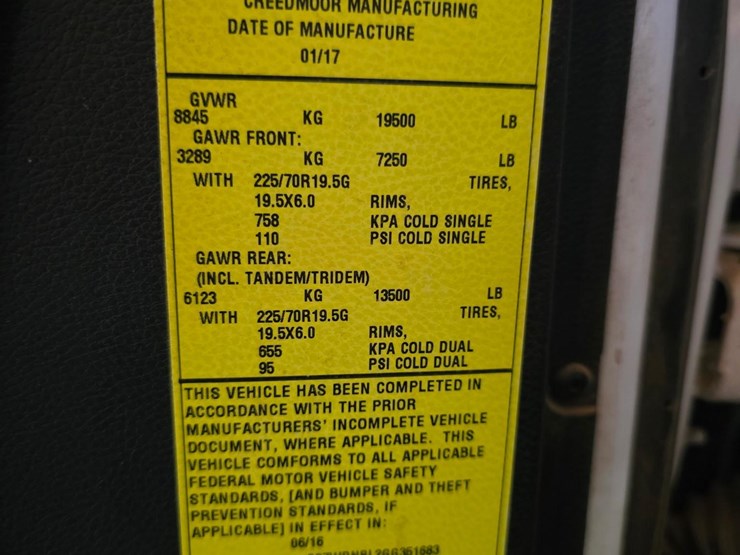 CREEDMOOR MANUFACTURING
DATE OF MANUFACTURE
01/17
GVWR
8845 KG 19500 LB
GAWR FRONT:
3289 KG 7250 LB
WITH 225/70R19.5G TIRES,
19.5X6.0 RIMS,
758 KPA COLD SINGLE
110 PSI COLD SINGLE
GAWR REAR:
(INCL. TANDEM/TRIDEM)
6123 KG 13500 LB
WITH 225/70R19.5G TIRES,
19.5X6.0 RIMS,
655 KPA COLD DUAL
95 PSI COLD DUAL
THIS VEHICLE HAS BEEN COMPLETED IN
ACCORDANCE WITH THE PRIOR
MANUFACTURERS' INCOMPLETE VEHICLE
DOCUMENT, WHERE APPLICABLE. THIS
VEHICLE COMFORMS TO ALL APPLICABLE
FEDERAL MOTOR VEHICLE SAFETY
STANDARDS, [AND BUMPER AND THEFT
PREVENTION STANDARDS, IF
APPLICABLE] IN EFFECT IN:
06/16